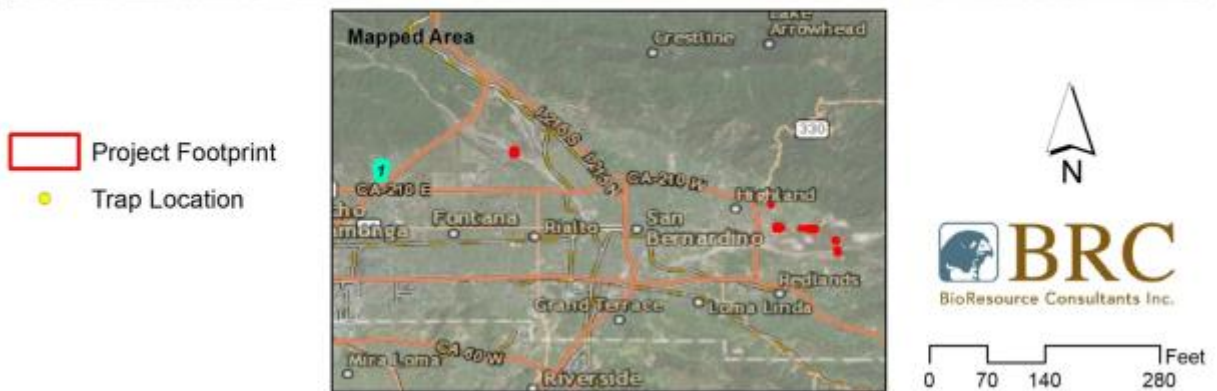 Project Footprint
Trap Location
Mapped Area
Lake
Arrowhead
Crestline
I-215 S I-215 N
330
1
CA-210 E
CA-210 W
Highland
Fontana
Rialto
San
Bernardino
Redlands
Grand Terrace
Loma Linda
CA-60 W
Mira Loma
Riverside
N
BRC
BioResource Consultants Inc.
Feet
0 70 140 280